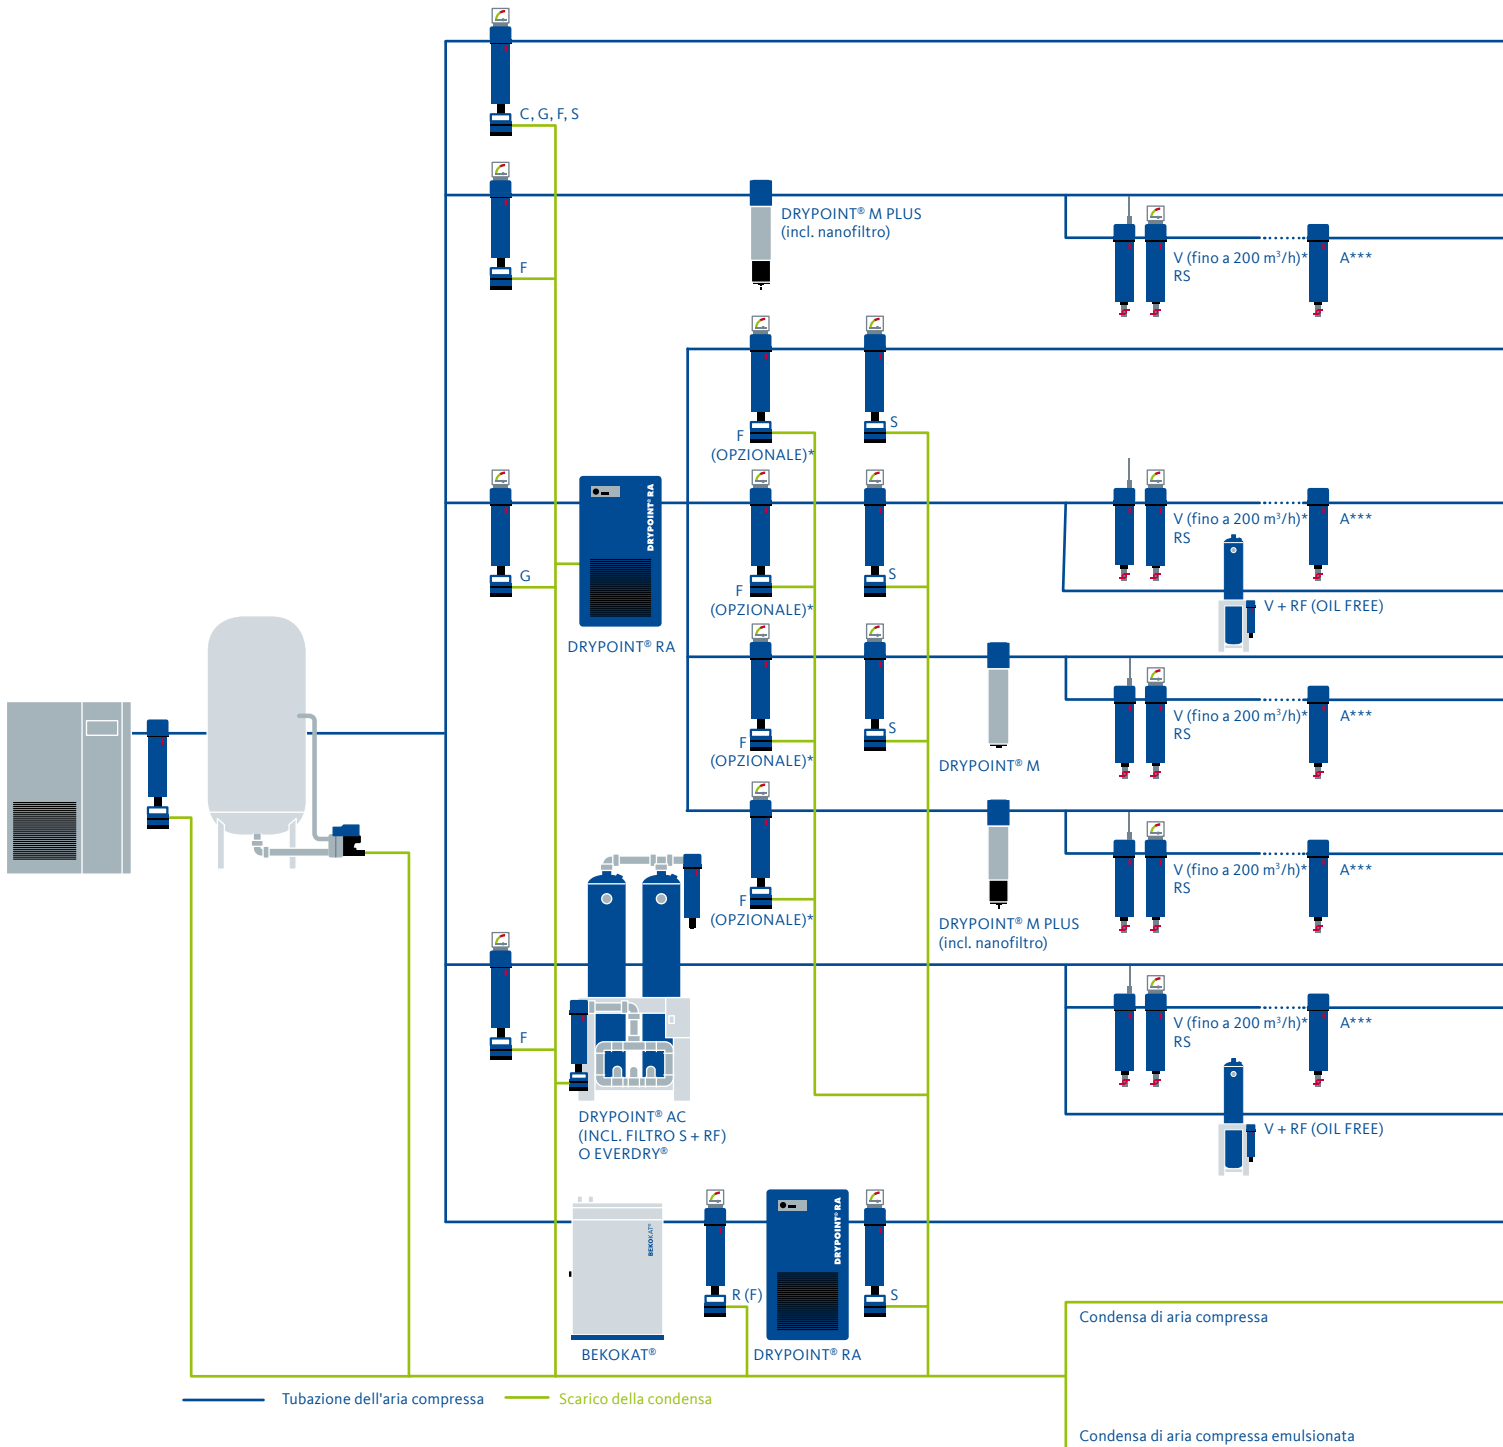 C, G, F, S
F
DRYPOINT® M PLUS
(incl. nanofiltro)
V (fino a 200 m³/h)*
RS
A***
F
(OPZIONALE)*
S
G
DRYPOINT® RA
DRYPOINT® RA
F
(OPZIONALE)*
S
V (fino a 200 m³/h)*
RS
A***
V + RF (OIL FREE)
F
(OPZIONALE)*
S
DRYPOINT® M
V (fino a 200 m³/h)*
RS
A***
F
(OPZIONALE)*
DRYPOINT® M PLUS
(incl. nanofiltro)
V (fino a 200 m³/h)*
RS
A***
F
DRYPOINT® AC
(INCL. FILTRO S + RF)
O EVERDRY®
V (fino a 200 m³/h)*
RS
A***
V + RF (OIL FREE)
BEKOKAT®
BEKOKAT®
R (F)
DRYPOINT® RA
DRYPOINT® RA
S
Condensa di aria compressa
Tubazione dell'aria compressa
Scarico della condensa
Condensa di aria compressa emulsionata